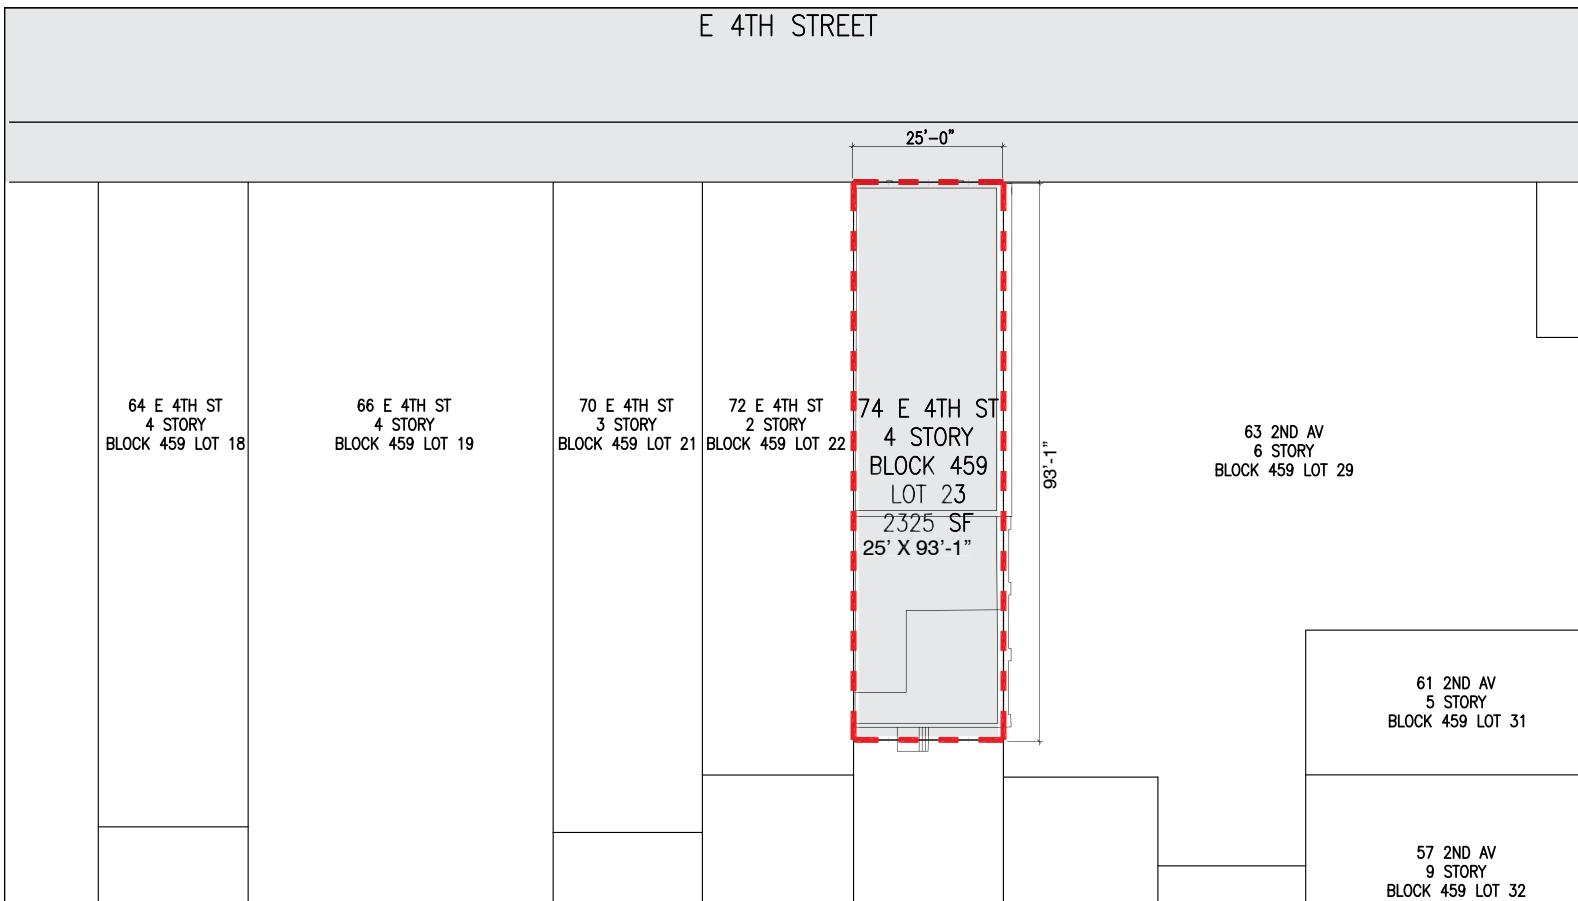 E 4TH STREET
25'-0"
64 E 4TH ST
4 STORY
BLOCK 459 LOT 18
66 E 4TH ST
4 STORY
BLOCK 459 LOT 19
70 E 4TH ST
3 STORY
BLOCK 459 LOT 21
72 E 4TH ST
2 STORY
BLOCK 459 LOT 22
74 E 4TH ST
4 STORY
BLOCK 459
LOT 23
2325 SF
25' X 93'-1"
93'-1"
63 2ND AV
6 STORY
BLOCK 459 LOT 29
61 2ND AV
5 STORY
BLOCK 459 LOT 31
57 2ND AV
9 STORY
BLOCK 459 LOT 32